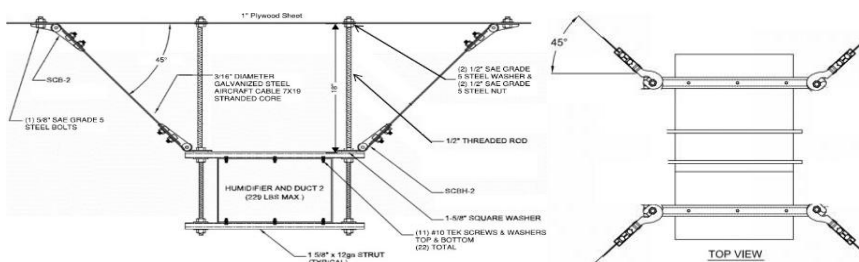 1" Plywood Sheet
45°
45°
SCB-2
3/16" DIAMETER
GALVANIZED STEEL
AIRCRAFT CABLE 7X19
STRANDED CORE
18"
(2) 1/2" SAE GRADE
5 STEEL WASHER &
(2) 1/2" SAE GRADE
5 STEEL NUT
(1) 5/8" SAE GRADE 5
STEEL BOLTS
1/2" THREADED ROD
HUMIDIFIER AND DUCT 2
(229 LBS MAX.)
SCBH-2
1-5/8" SQUARE WASHER
(11) #10 TEK SCREWS & WASHERS
TOP & BOTTOM
(22) TOTAL
1 5/8" x 12ga STRUT
(TYPICAL)
45°
TOP VIEW